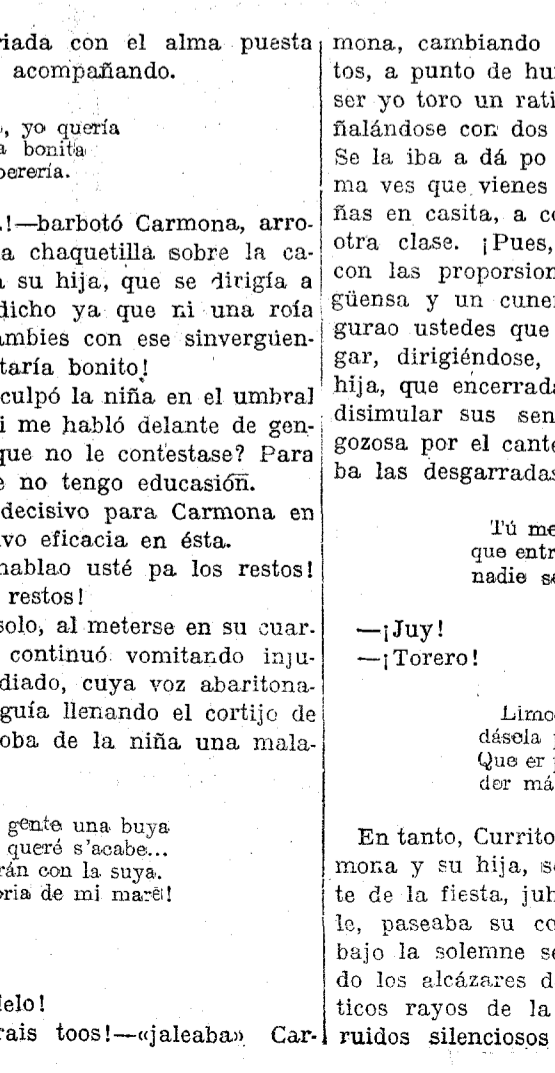 riada con el alma puesta
acompañando.
, yo quería
a bonita
perería.
.!—barbotó Carmona, arro-
a chaquetilla sobre la ca-
a su hija, que se dirigía a
dicho ya que ni una roía
ambies con ese sinvergüen-
taría bonito!
culpó la niña en el umbral
i me habló delante de gen-
que no le contestase? Para
e no tengo educasión.
decisivo para Carmona en
vo eficacia en ésta.
hablao usté pa los restos!
restos!
solo, al meterse en su cuar-
continuó vomitando inju-
diado, cuya voz abaritona-
guía llenando el cortijo de
oba de la niña una mala-
gente una buya
queré s'acabe...
rán con la suya.
oria de mi mare!
lelo!
rais toos!—«jaleaba» Car-
mona, cambiando
tos, a punto de hu
ser yo toro un rati
ñalándose con dos
Se la iba a dá po
ma ves que vienes
ñas en casita, a c
otra clase. ¡Pues,
con las proporsion
güensa y un cune
gurao ustedes que
gar, dirigiéndose,
hija, que encerrada
disimular sus sen
gozosa por el cante
ba las desgarradas
Tú me
que entr
nadie s
—¡Juy!
—¡Torero!
Limo
dásela
Que er
der má
En tanto, Currito
mona y su hija, s
te de la fiesta, jub
le, paseaba su co
bajo la solemne s
do los alcázares d
ticos rayos de la
ruidos silenciosos